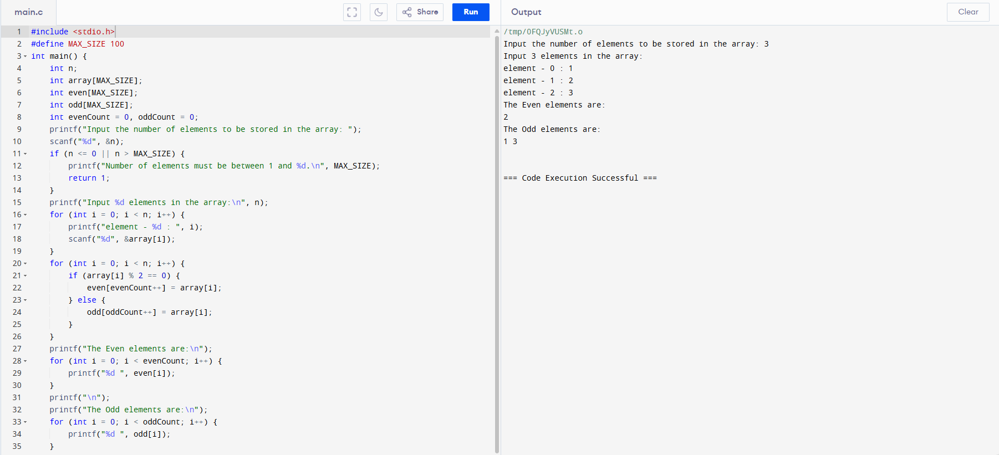 main.c
Share
Run
Output
Clear
1 #include <stdio.h>
2 #define MAX_SIZE 100
3 int main() {
4     int n;
5     int array[MAX_SIZE];
6     int even[MAX_SIZE];
7     int odd[MAX_SIZE];
8     int evenCount = 0, oddCount = 0;
9     printf("Input the number of elements to be stored in the array: ");
10     scanf("%d", &n);
11     if (n <= 0 || n > MAX_SIZE) {
12         printf("Number of elements must be between 1 and %d.\n", MAX_SIZE);
13         return 1;
14     }
15     printf("Input %d elements in the array:\n", n);
16     for (int i = 0; i < n; i++) {
17         printf("element - %d : ", i);
18         scanf("%d", &array[i]);
19     }
20     for (int i = 0; i < n; i++) {
21         if (array[i] % 2 == 0) {
22             even[evenCount++] = array[i];
23         } else {
24             odd[oddCount++] = array[i];
25         }
26     }
27     printf("The Even elements are:\n");
28     for (int i = 0; i < evenCount; i++) {
29         printf("%d ", even[i]);
30     }
31     printf("\n");
32     printf("The Odd elements are:\n");
33     for (int i = 0; i < oddCount; i++) {
34         printf("%d ", odd[i]);
35     }
/tmp/0FQJyVUSMt.o
Input the number of elements to be stored in the array: 3
Input 3 elements in the array:
element - 0 : 1
element - 1 : 2
element - 2 : 3
The Even elements are:
2
The Odd elements are:
1 3
=== Code Execution Successful ===